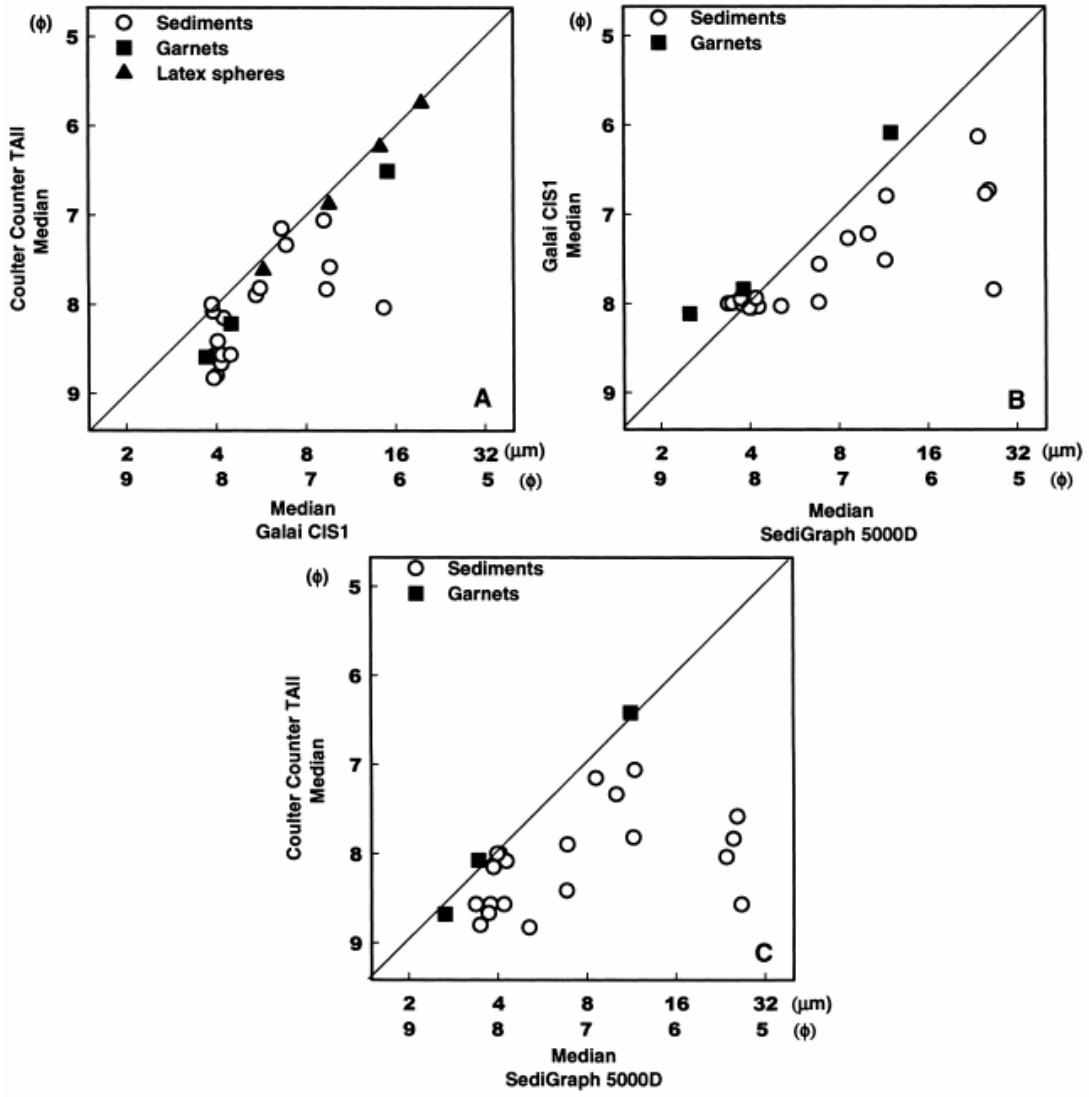 (ϕ)
Sediments
Garnets
Latex spheres
5
6
7
8
9
Coulter Counter TAII
Median
A
2 4 8 16 32 (μm)
9 8 7 6 5 (ϕ)
Median
Galai CIS1
(ϕ)
Sediments
Garnets
5
6
7
8
9
Galai CIS1
Median
B
2 4 8 16 32
9 8 7 6 5
Median
SediGraph 5000D
(ϕ)
Sediments
Garnets
5
6
7
8
9
Coulter Counter TAII
Median
C
2 4 8 16 32 (μm)
9 8 7 6 5 (ϕ)
Median
SediGraph 5000D